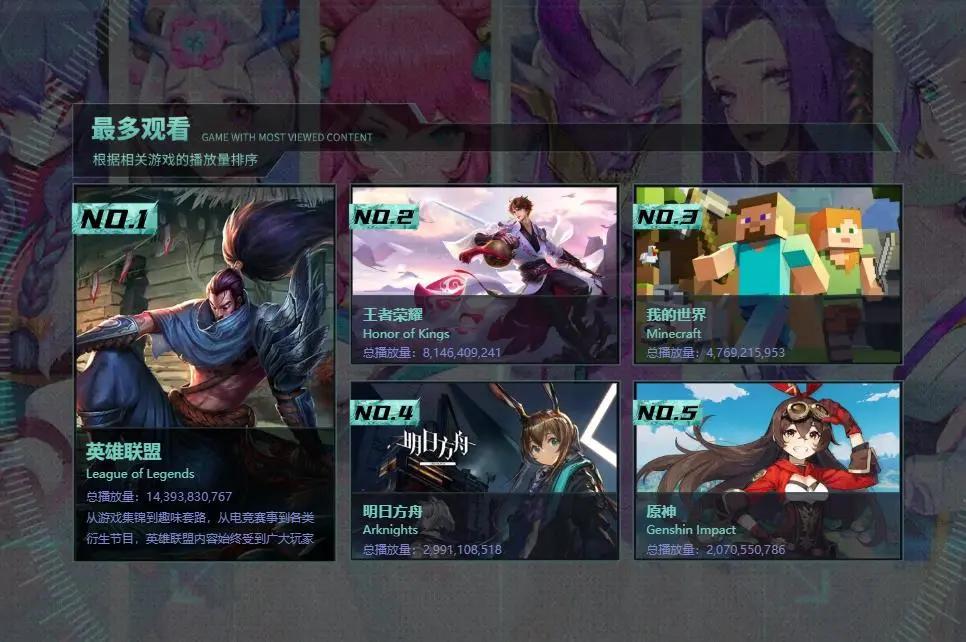 最多观看 GAME WITH MOST VIEWED CONTENT
根据相关游戏的播放量排序
NO.1
英雄联盟
League of Legends
总播放量：14,393,830,767
从游戏集锦到趣味套路，从电竞赛事到各类
衍生节目，英雄联盟内容始终受到广大玩家
NO.2
王者荣耀
Honor of Kings
总播放量：8,146,409,241
NO.3
我的世界
Minecraft
总播放量：4,769,215,953
NO.4
明日方舟
明日方舟
Arknights
总播放量：2,991,108,518
NO.5
原神
Genshin Impact
总播放量：2,070,550,786